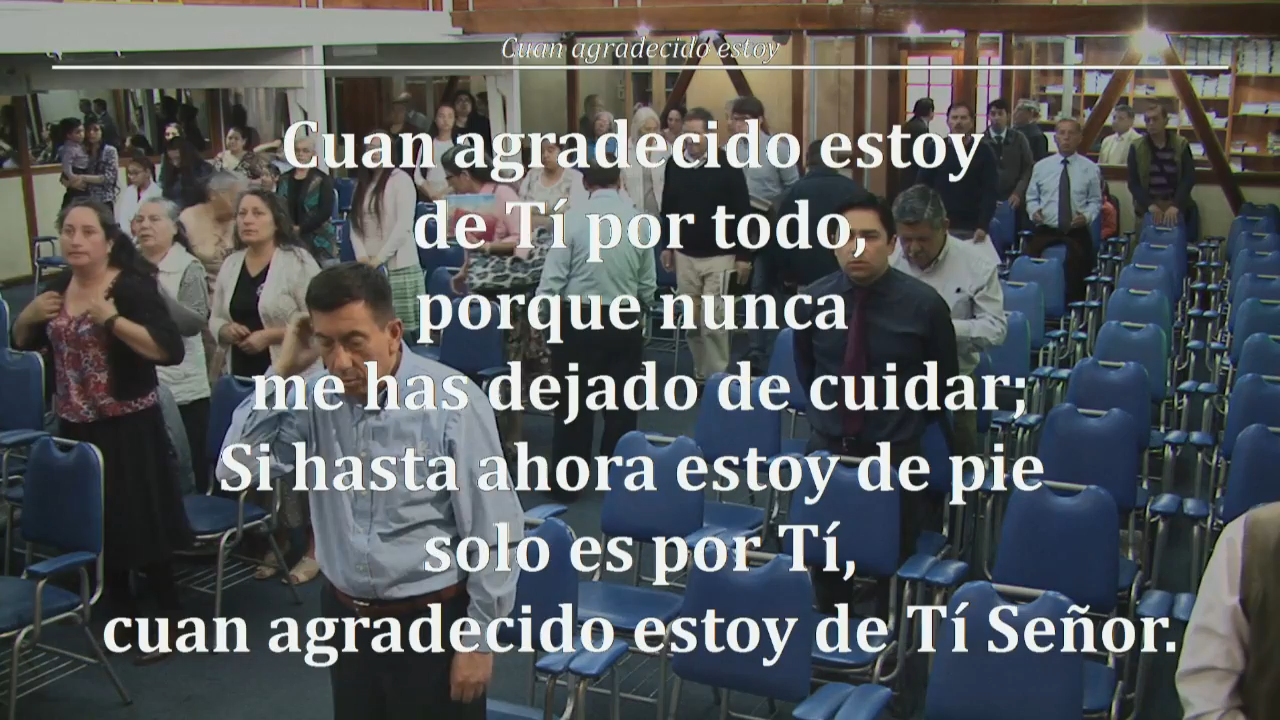 Cuan agradecido estoy
Cuan agradecido estoy
de Tí por todo,
porque nunca
me has dejado de cuidar;
Si hasta ahora estoy de pie
solo es por Tí,
cuan agradecido estoy de Tí Señor.